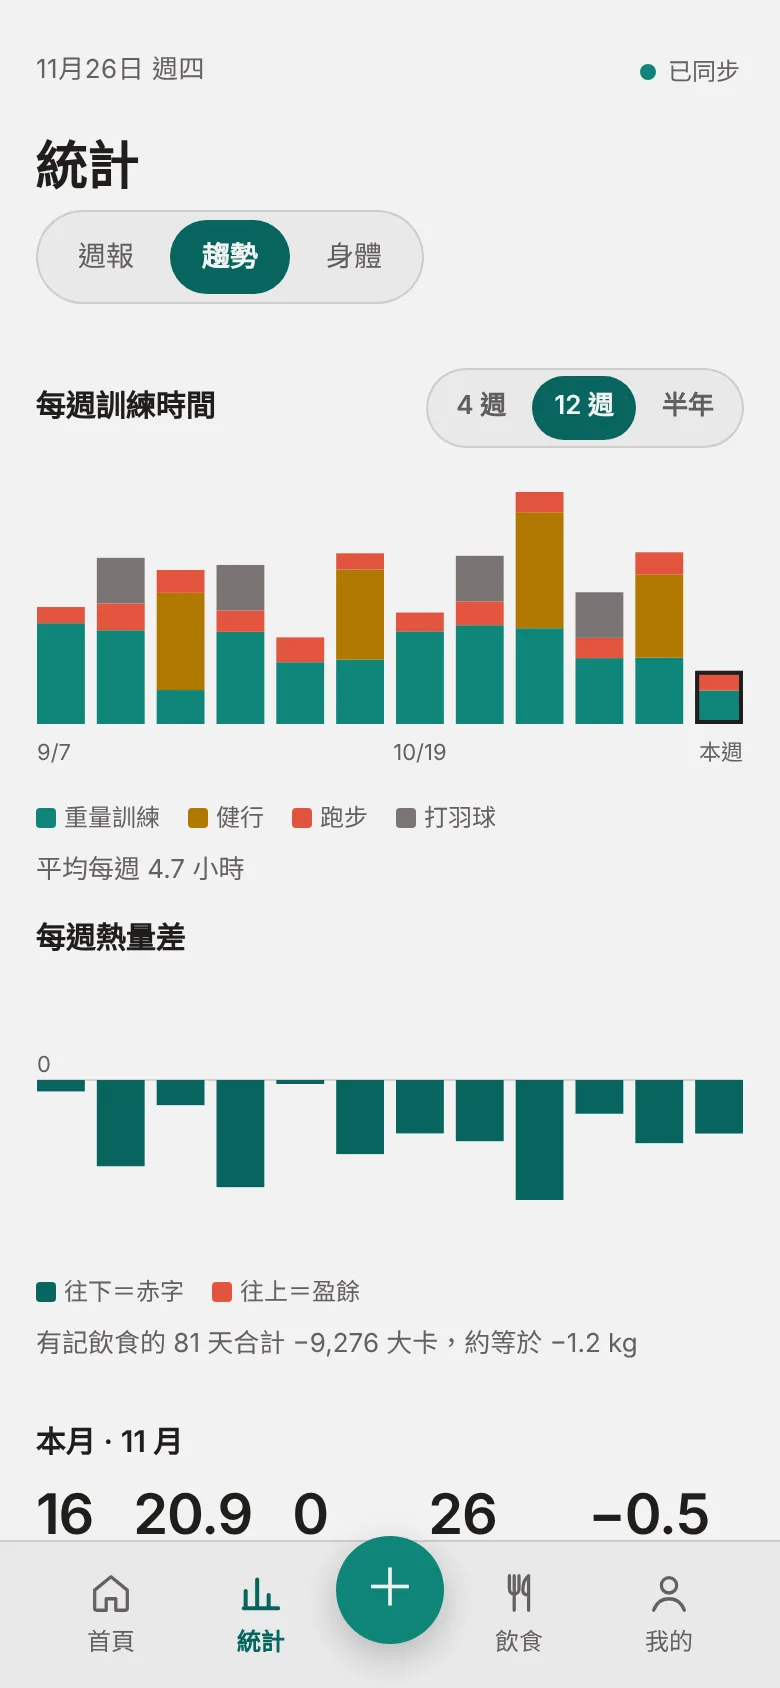 11月26日 週四
已同步
統計
週報 趨勢 身體
每週訓練時間
4 週 12 週 半年
9/7 10/19 本週
重量訓練 健行 跑步 打羽球
平均每週 4.7 小時
每週熱量差
0
往下＝赤字 往上＝盈餘
有記飲食的 81 天合計 −9,276 大卡，約等於 −1.2 kg
本月 · 11 月
16 20.9 0 26 −0.5
首頁 統計 飲食 我的